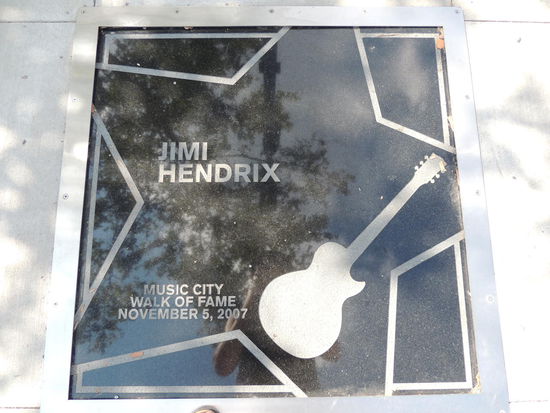 JIMI
HENDRIX
MUSIC CITY
WALK OF FAME
NOVEMBER 5, 2007